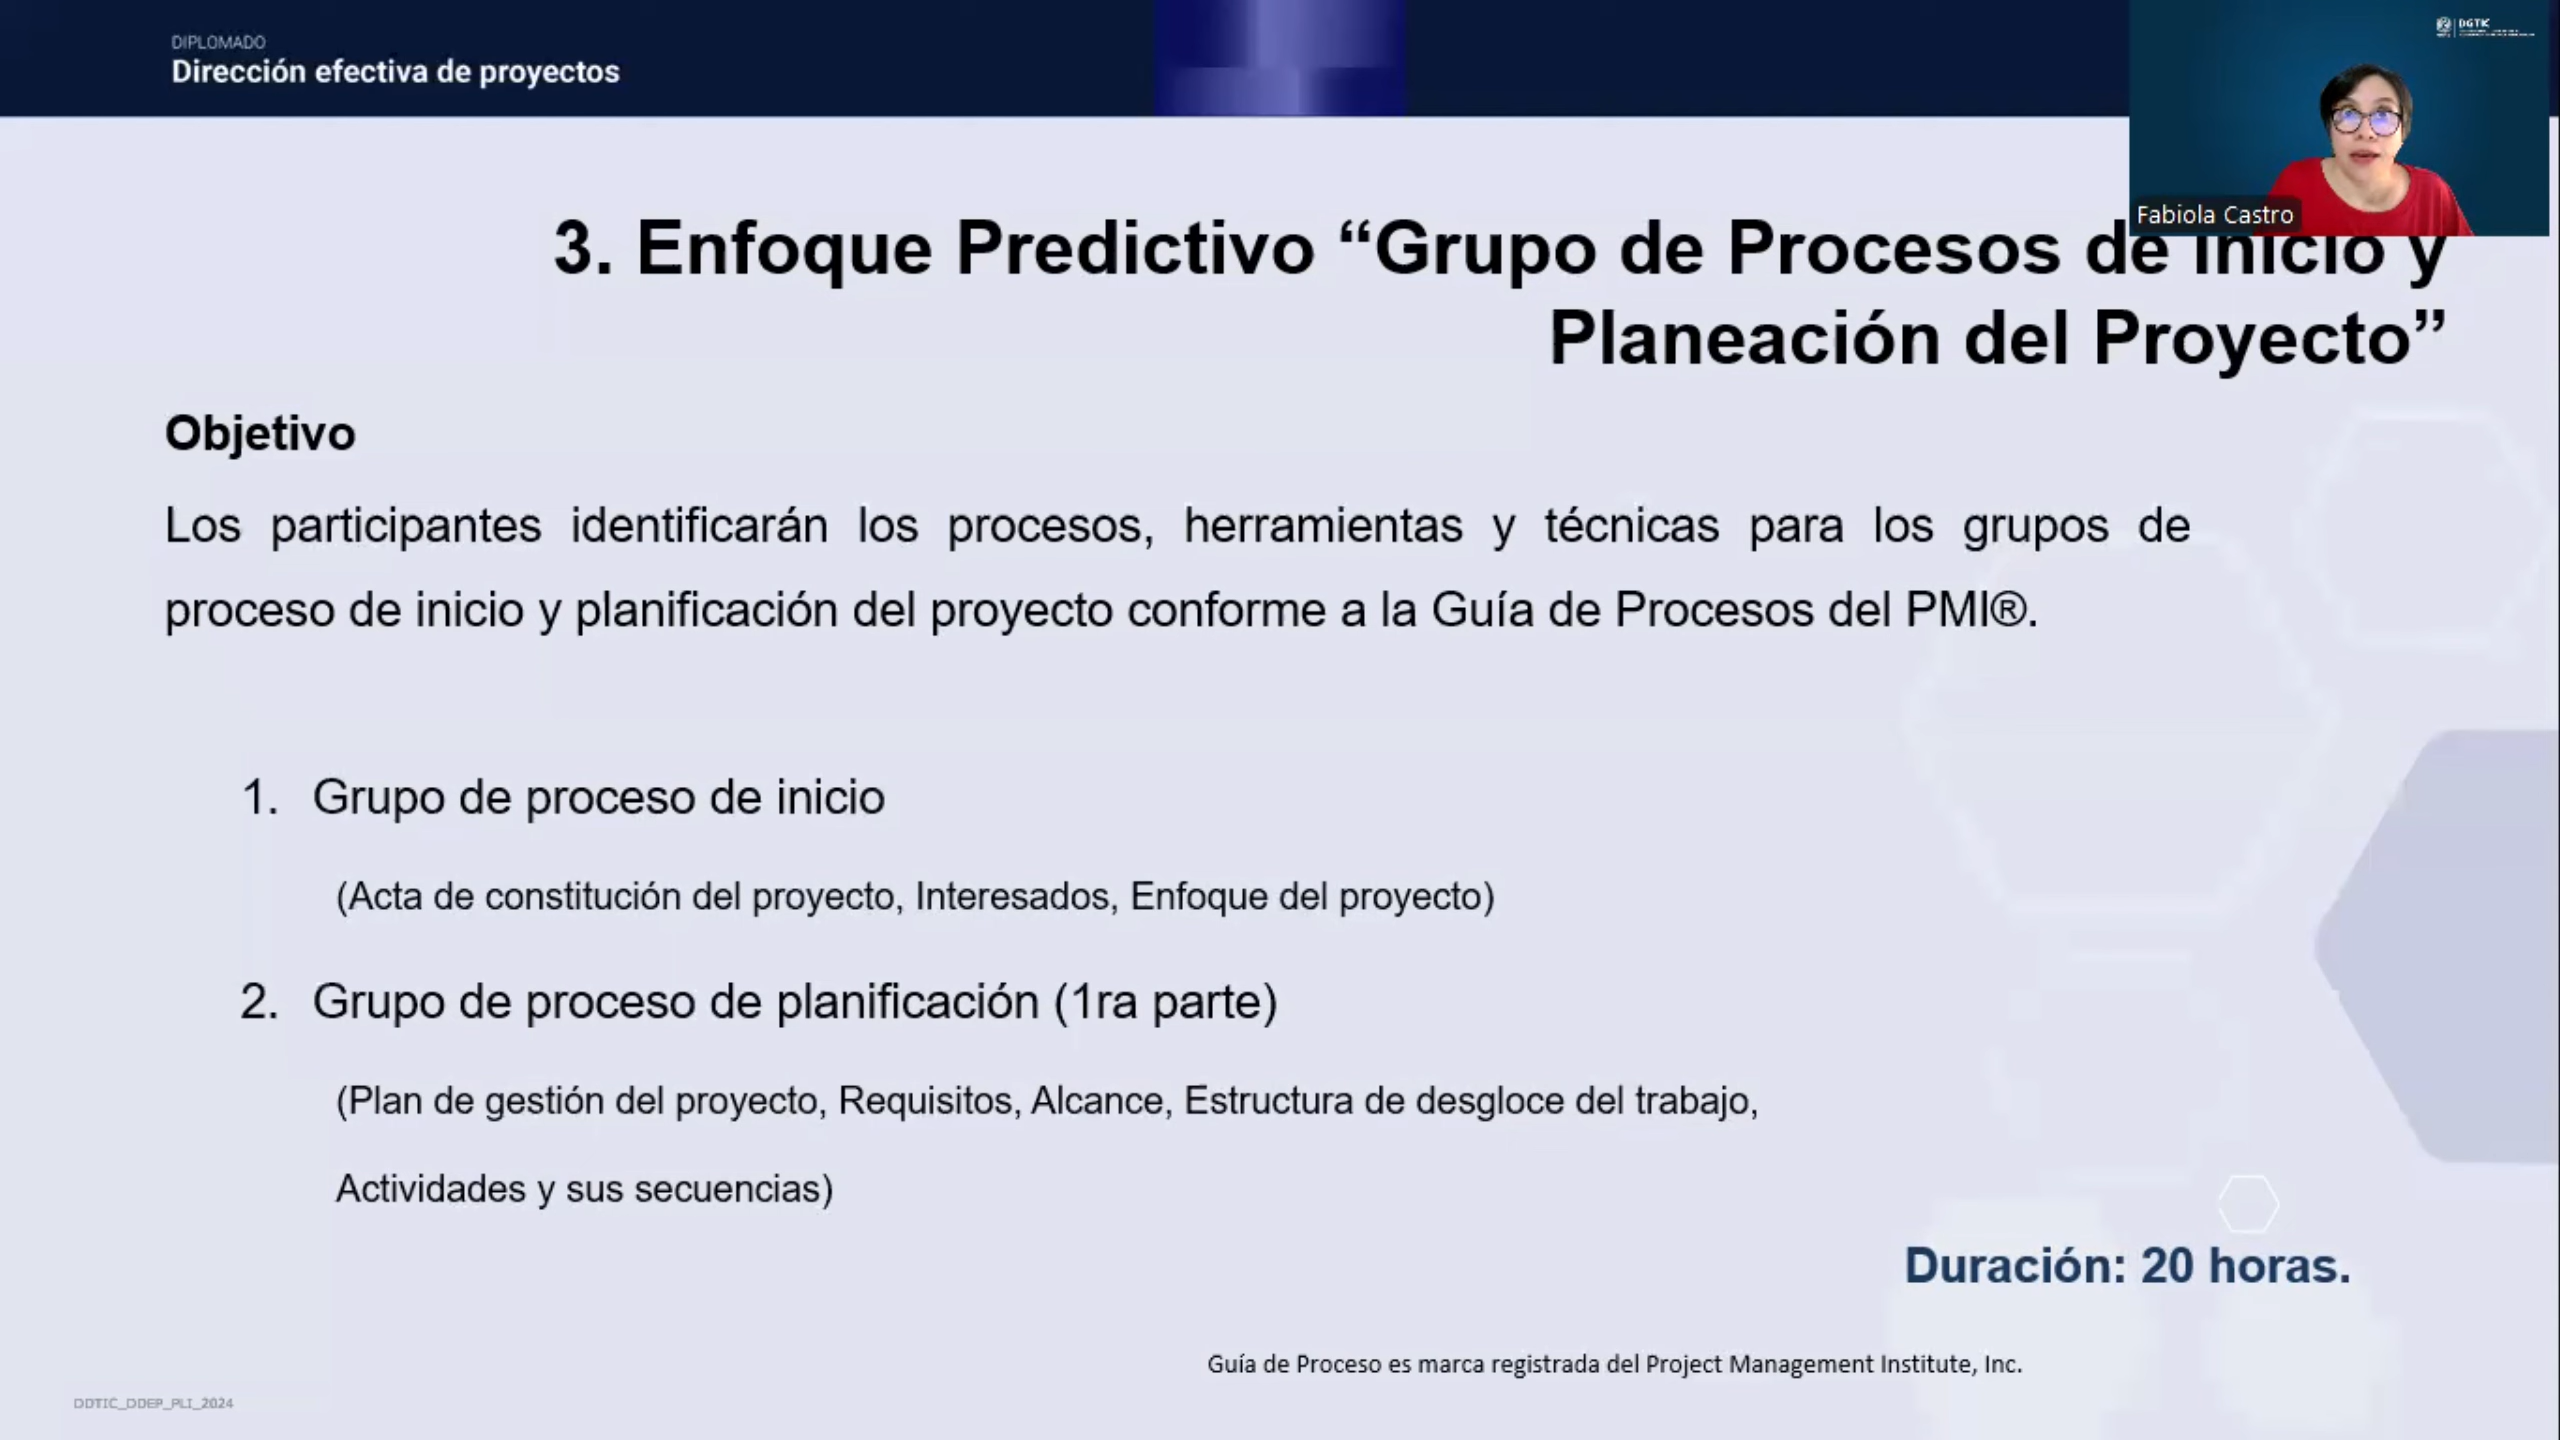 DIPLOMADO
Dirección efectiva de proyectos
DGTIC
Fabiola Castro
3. Enfoque Predictivo “Grupo de Procesos de Inicio y
Planeación del Proyecto”
Objetivo
Los participantes identificarán los procesos, herramientas y técnicas para los grupos de
proceso de inicio y planificación del proyecto conforme a la Guía de Procesos del PMI®.
1. Grupo de proceso de inicio
(Acta de constitución del proyecto, Interesados, Enfoque del proyecto)
2. Grupo de proceso de planificación (1ra parte)
(Plan de gestión del proyecto, Requisitos, Alcance, Estructura de desgloce del trabajo,
Actividades y sus secuencias)
Duración: 20 horas.
Guía de Proceso es marca registrada del Project Management Institute, Inc.
DDTIC_DDEP_PLI_2024